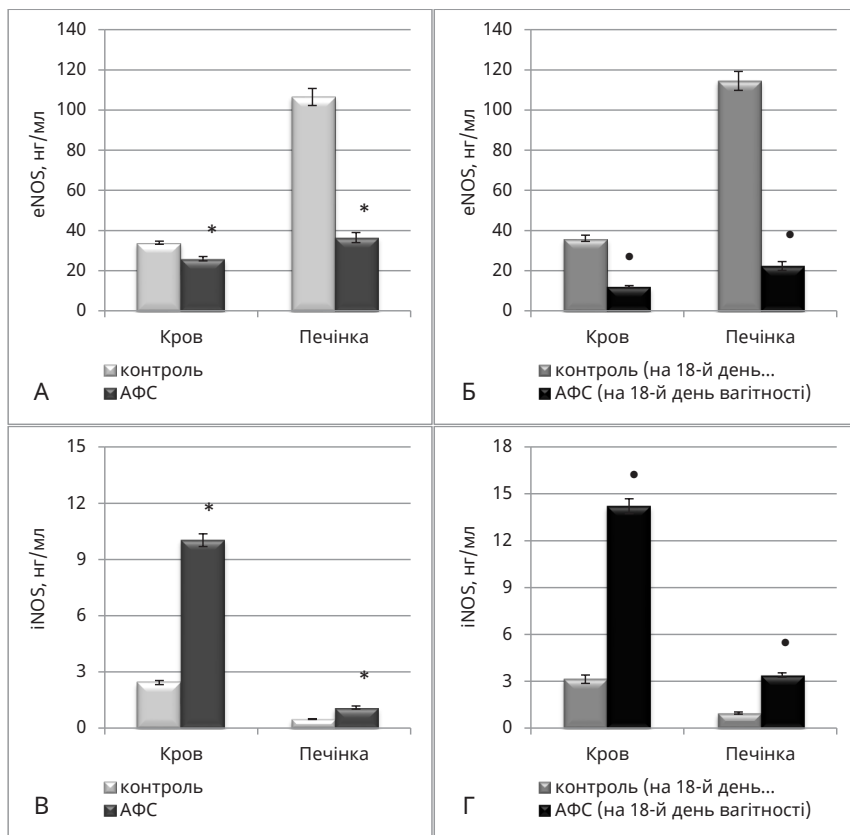 140
120
100
80
60
40
20
0
eNOS, нг/мл
*
*
Кров
Печінка
контроль
АФС
А
140
120
100
80
60
40
20
0
eNOS, нг/мл
•
•
Кров
Печінка
контроль (на 18-й день...
АФС (на 18-й день вагітності)
Б
15
12
9
6
3
0
iNOS, нг/мл
*
*
Кров
Печінка
контроль
АФС
В
18
15
12
9
6
3
0
iNOS, нг/мл
•
•
Кров
Печінка
контроль (на 18-й день...
АФС (на 18-й день вагітності)
Г